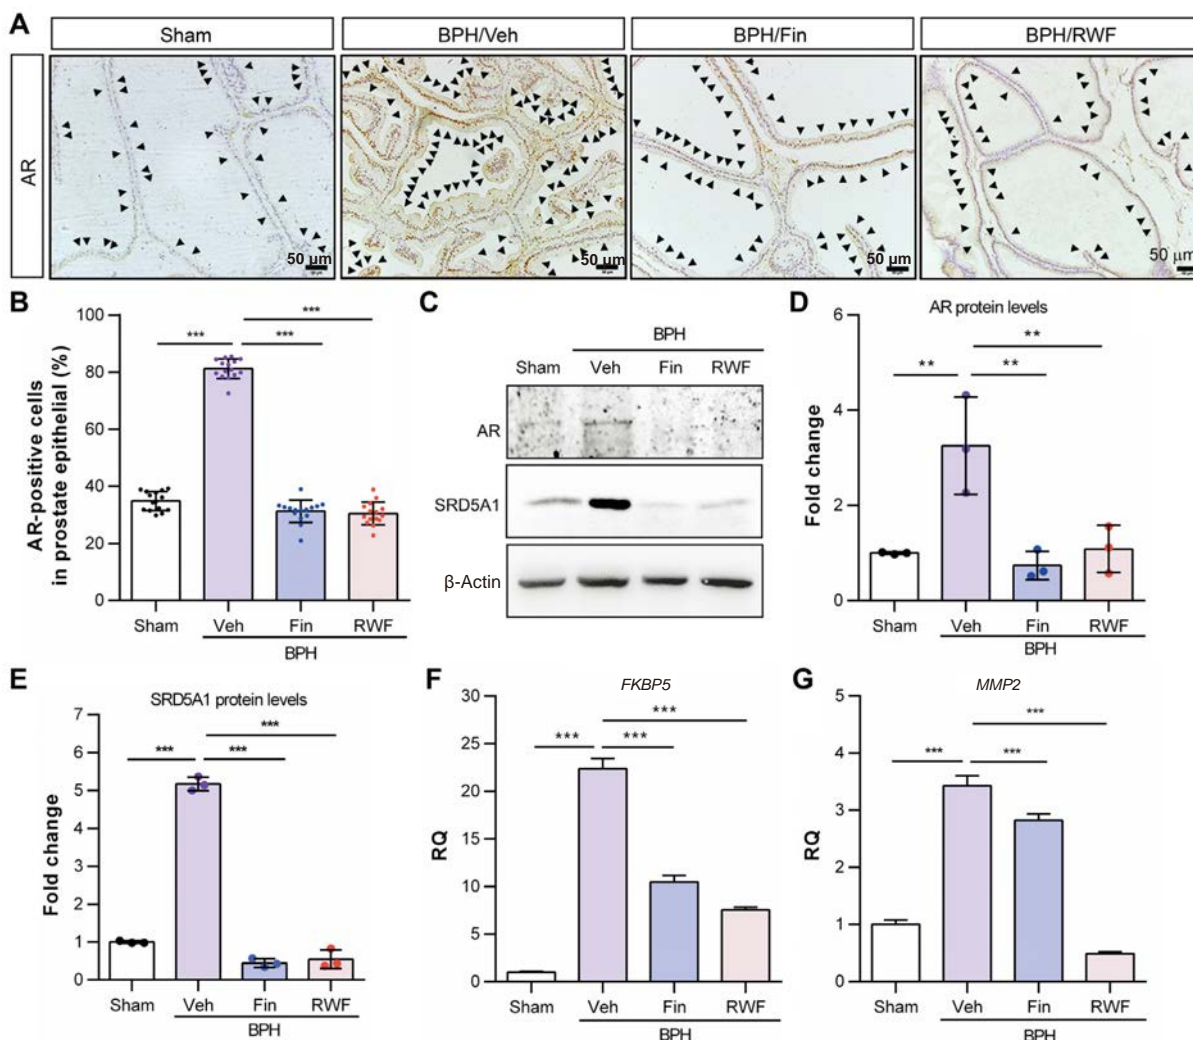 A
Sham
BPH/Veh
BPH/Fin
BPH/RWF
AR
50 μm
50 μm
50 μm
50 μm
B
AR-positive cells
in prostate epithelial (%)
100
80
60
40
20
0
***
***
***
Sham
Veh
Fin
RWF
BPH
C
BPH
Sham
Veh
Fin
RWF
AR
SRD5A1
β-Actin
D
AR protein levels
Fold change
6
4
2
0
**
**
**
Sham
Veh
Fin
RWF
BPH
E
SRD5A1 protein levels
Fold change
7
6
5
4
3
2
1
0
***
***
***
Sham
Veh
Fin
RWF
BPH
F
FKBP5
RQ
30
25
20
15
10
5
0
***
***
***
Sham
Veh
Fin
RWF
BPH
G
MMP2
RQ
5
4
3
2
1
0
***
***
***
Sham
Veh
Fin
RWF
BPH